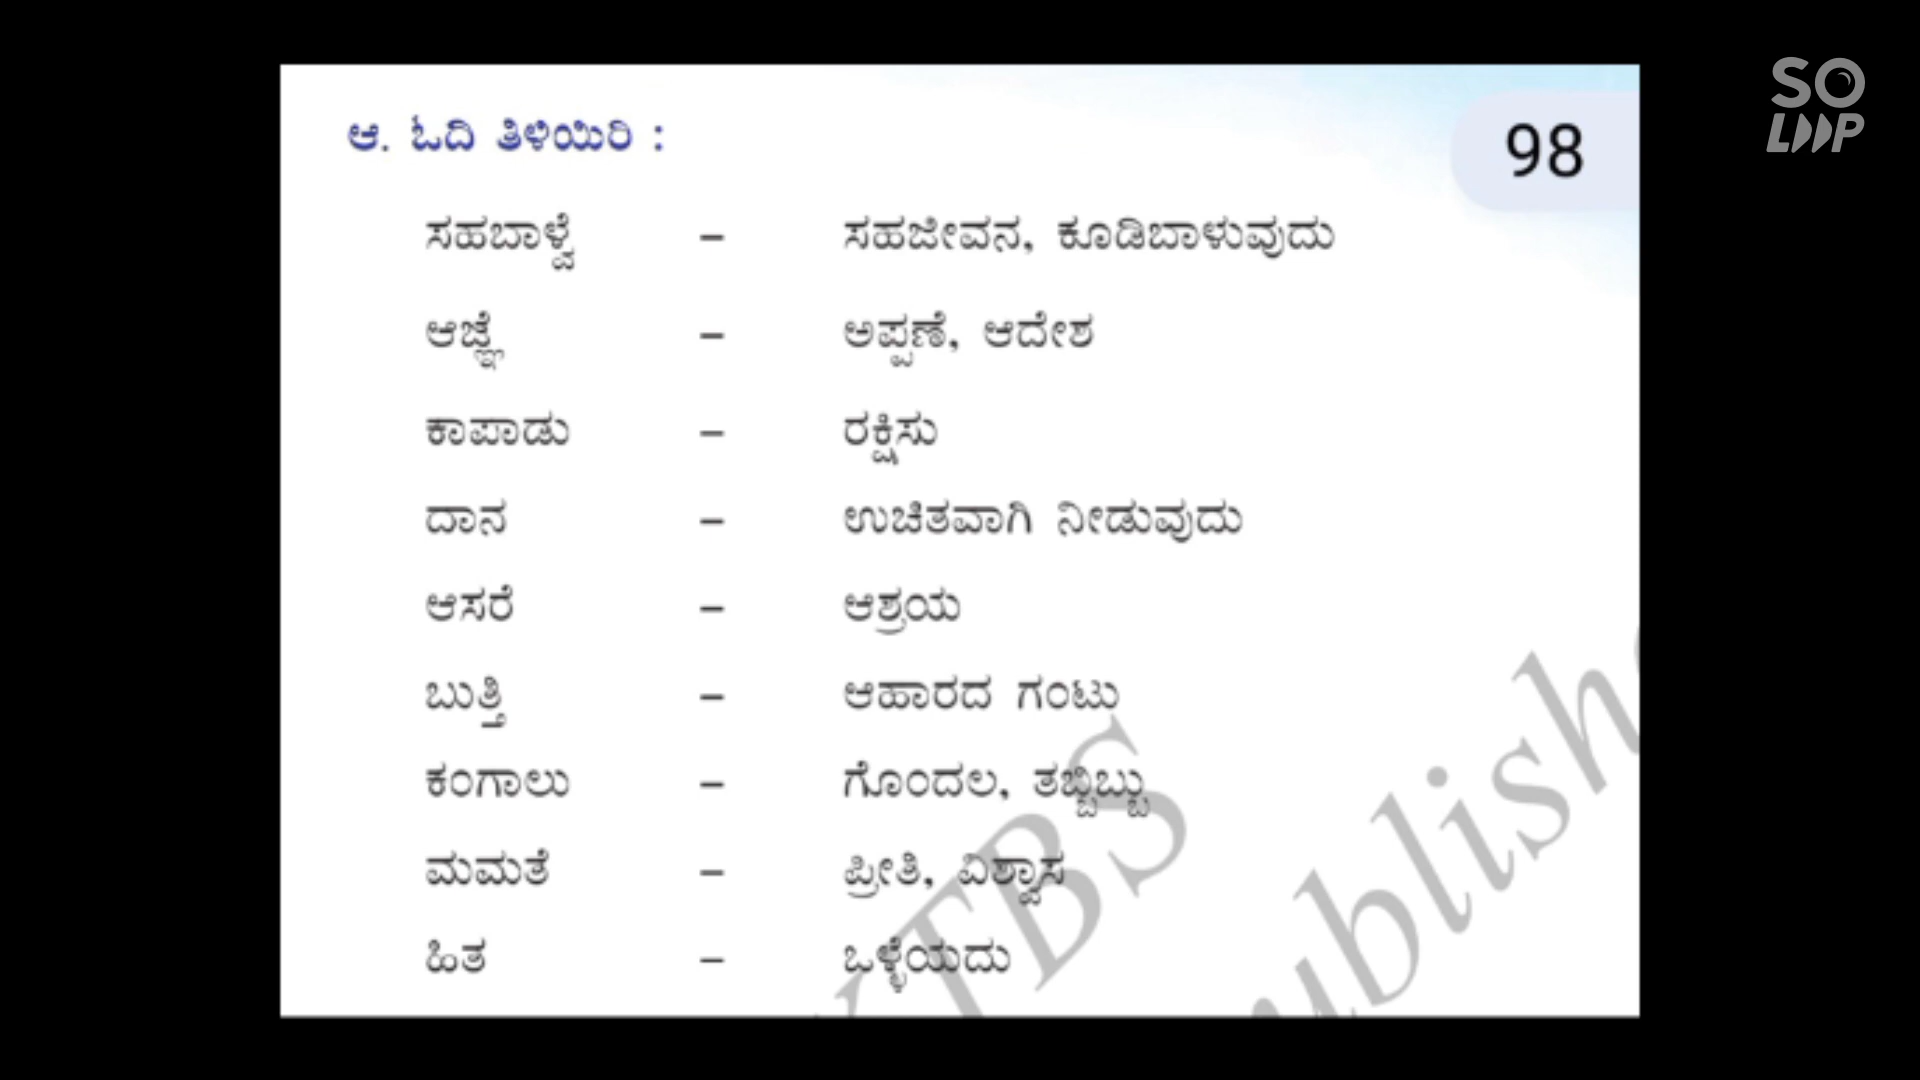 SO
LOOP
98
ಆ. ಓದಿ ತಿಳಿಯಿರಿ :
ಸಹಬಾಳ್ವೆ – ಸಹಜೀವನ, ಕೂಡಿಬಾಳುವುದು
ಆಜ್ಞೆ – ಅಪ್ಪಣೆ, ಆದೇಶ
ಕಾಪಾಡು – ರಕ್ಷಿಸು
ದಾನ – ಉಚಿತವಾಗಿ ನೀಡುವುದು
ಆಸರೆ – ಆಶ್ರಯ
ಬುತ್ತಿ – ಆಹಾರದ ಗಂಟು
ಕಂಗಾಲು – ಗೊಂದಲ, ತಬ್ಬಿಬ್ಬು
ಮಮತೆ – ಪ್ರೀತಿ, ವಿಶ್ವಾಸ
ಹಿತ – ಒಳ್ಳೆಯದು